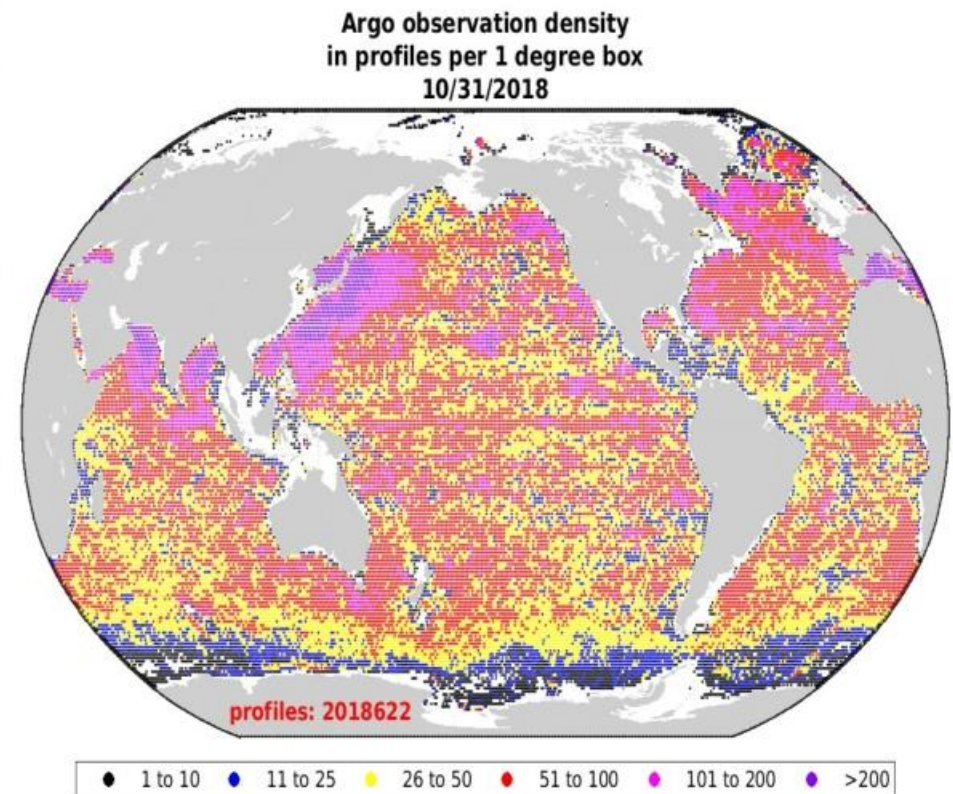 Argo observation density
in profiles per 1 degree box
10/31/2018
profiles: 2018622
1 to 10 11 to 25 26 to 50 51 to 100 101 to 200 >200